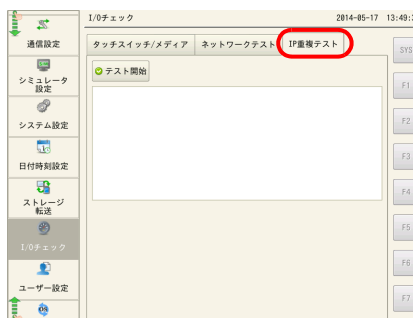 I/Oチェック 2014-05-17 13:49:3
通信設定
タッチスイッチ/メディア ネットワークテスト IP重複テスト
SYS
テスト開始
シミュレータ
設定
F1
システム設定
F2
日付時刻設定
F3
ストレージ
転送
F4
I/Oチェック
F5
ユーザー設定
F6
F7
OS